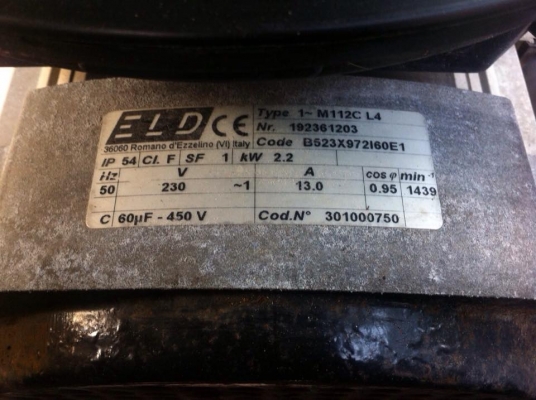 ELD CE Type 1~ M112C L4
Nr. 192361203
36060 Romano d'Ezzelino (VI) Italy Code B523X972I60E1
IP 54 Cl. F SF 1 kW 2.2
Hz V A cos φ min⁻¹
50 230 ~1 13.0 0.95 1439
C 60µF - 450 V Cod.N° 301000750